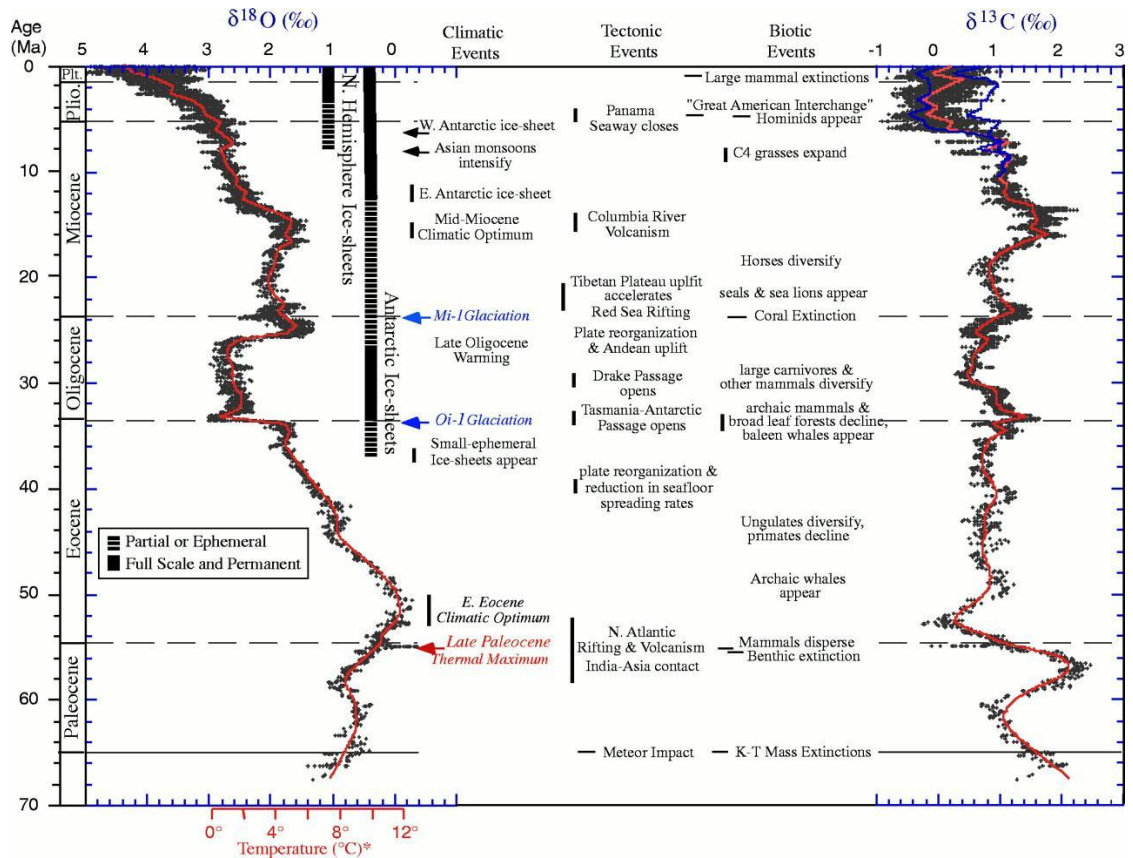 Age
(Ma)
δ18O (‰)
5 4 3 2 1 0
Climatic
Events
Tectonic
Events
Biotic
Events
δ13C (‰)
-1 0 1 2 3
0
10
20
30
40
50
60
70
Plt.
Plio.
Miocene
Oligocene
Eocene
Paleocene
N. Hemisphere Ice-sheets
Antarctic Ice-sheets
W. Antarctic ice-sheet
Asian monsoons
intensify
E. Antarctic ice-sheet
Mid-Miocene
Climatic Optimum
Mi-1 Glaciation
Late Oligocene
Warming
Oi-1 Glaciation
Small-ephemeral
Ice-sheets appear
E. Eocene
Climatic Optimum
Late Paleocene
Thermal Maximum
Panama
Seaway closes
Columbia River
Volcanism
Tibetan Plateau uplfit
accelerates
Red Sea Rifting
Plate reorganization
& Andean uplift
Drake Passage
opens
Tasmania-Antarctic
Passage opens
plate reorganization &
reduction in seafloor
spreading rates
N. Atlantic
Rifting & Volcanism
India-Asia contact
Meteor Impact
Large mammal extinctions
"Great American Interchange"
Hominids appear
C4 grasses expand
Horses diversify
seals & sea lions appear
Coral Extinction
large carnivores &
other mammals diversify
archaic mammals &
broad leaf forests decline,
baleen whales appear
Ungulates diversify,
primates decline
Archaic whales
appear
Mammals disperse
Benthic extinction
K-T Mass Extinctions
Partial or Ephemeral
Full Scale and Permanent
0° 4° 8° 12°
Temperature (°C)*